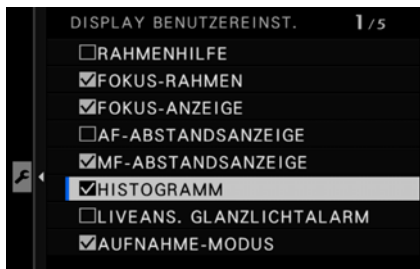 DISPLAY BENUTZEREINST. 1/5
RAHMENHILFE
FOKUS-RAHMEN
FOKUS-ANZEIGE
AF-ABSTANDSANZEIGE
MF-ABSTANDSANZEIGE
HISTOGRAMM
LIVEANS. GLANZLICHTALARM
AUFNAHME-MODUS